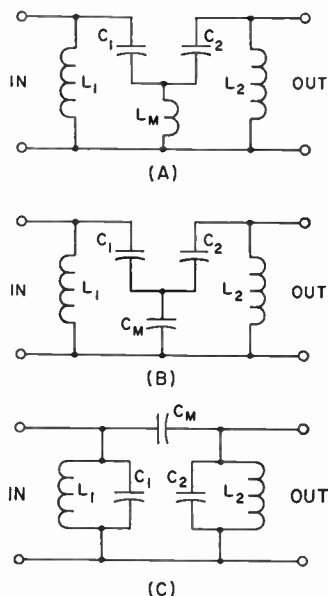 C1 C2
IN L1 LM L2 OUT
(A)
C1 C2
IN L1 CM L2 OUT
(B)
CM
IN L1 C1 C2 L2 OUT
(C)